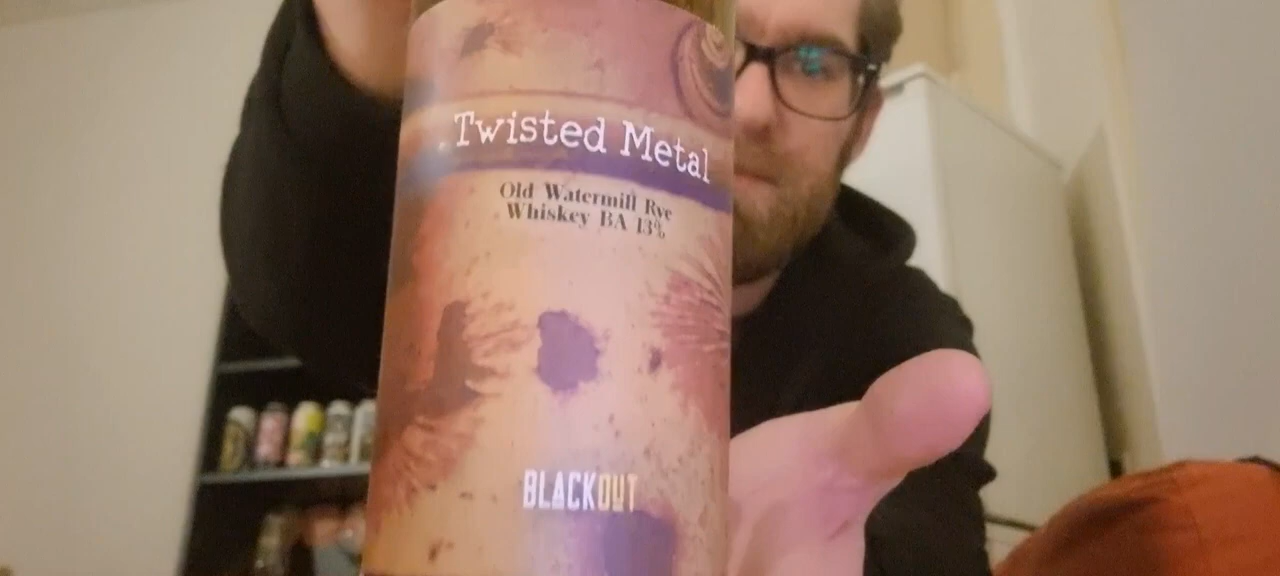 Twisted Metal
Old Watermill Rye
Whiskey BA 13%
BLACKOUT